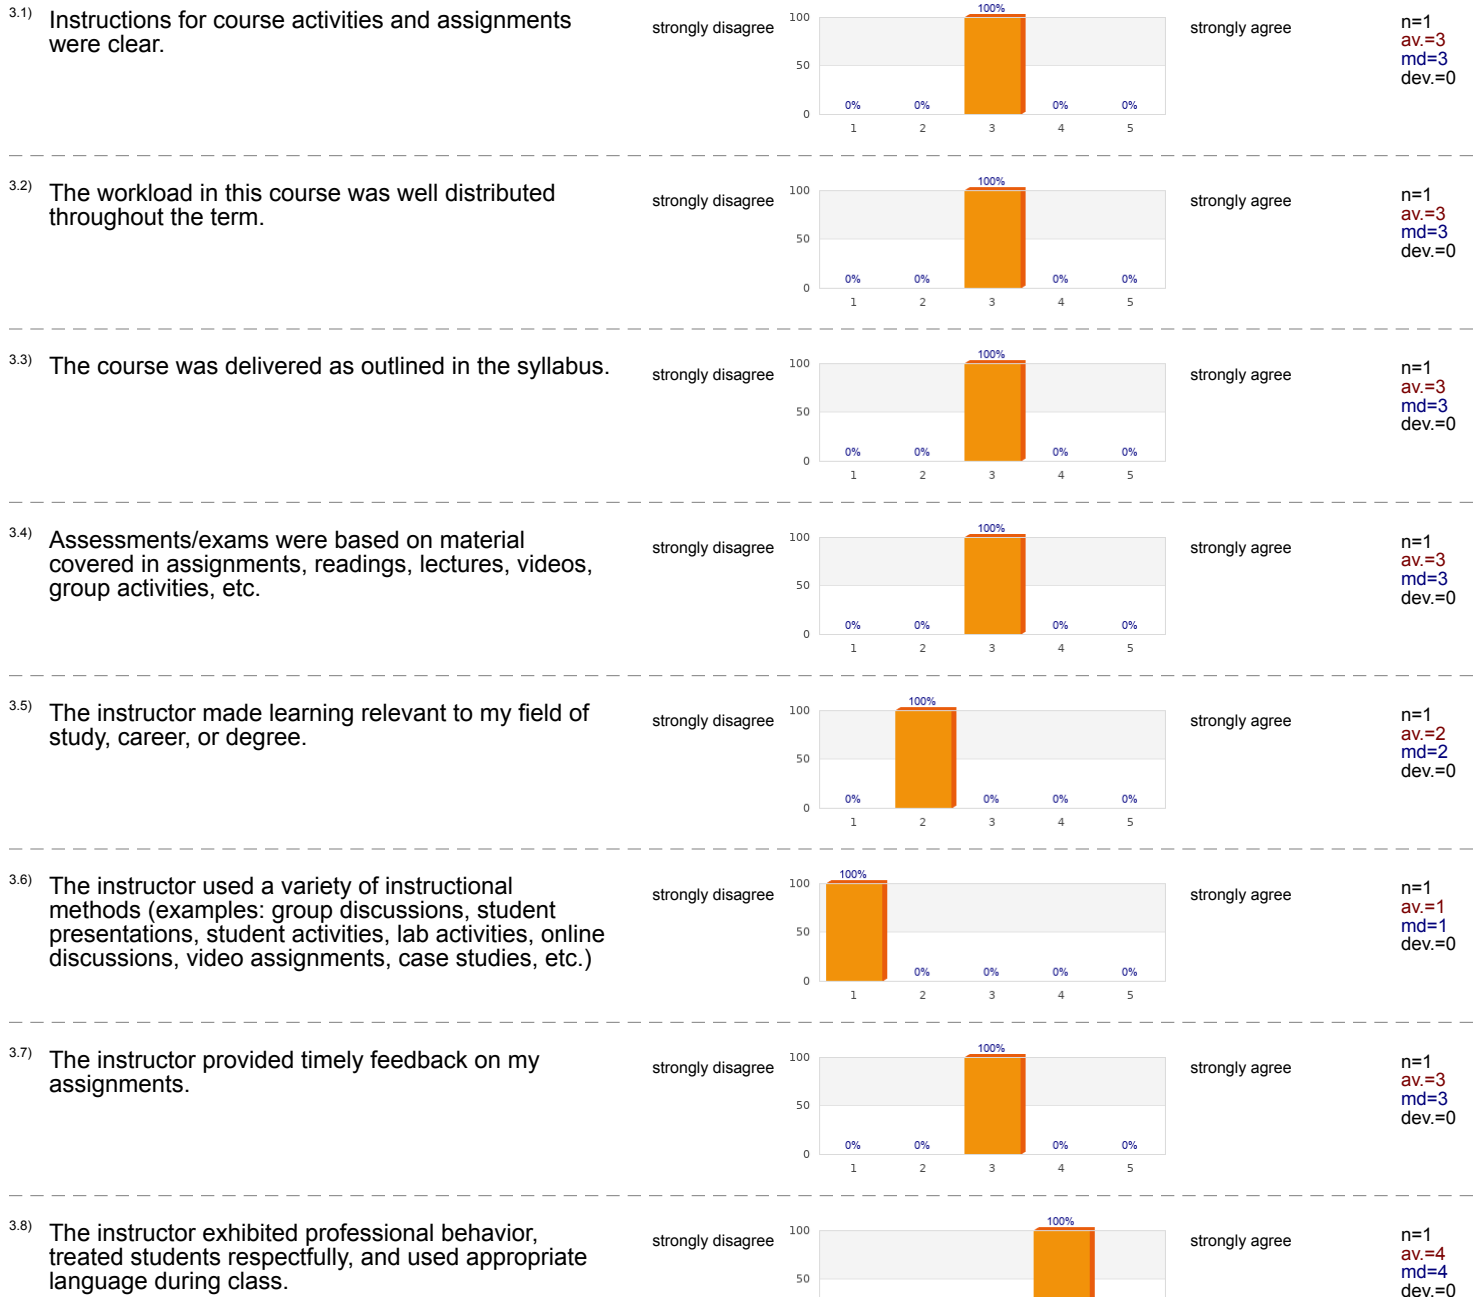 3.1) Instructions for course activities and assignments
were clear.
strongly disagree
100
50
0
100%
0% 0% 0% 0%
1 2 3 4 5
strongly agree
n=1
av.=3
md=3
dev.=0
3.2) The workload in this course was well distributed
throughout the term.
strongly disagree
100
50
0
100%
0% 0% 0% 0%
1 2 3 4 5
strongly agree
n=1
av.=3
md=3
dev.=0
3.3) The course was delivered as outlined in the syllabus.
strongly disagree
100
50
0
100%
0% 0% 0% 0%
1 2 3 4 5
strongly agree
n=1
av.=3
md=3
dev.=0
3.4) Assessments/exams were based on material
covered in assignments, readings, lectures, videos,
group activities, etc.
strongly disagree
100
50
0
100%
0% 0% 0% 0%
1 2 3 4 5
strongly agree
n=1
av.=3
md=3
dev.=0
3.5) The instructor made learning relevant to my field of
study, career, or degree.
strongly disagree
100
50
0
100%
0% 0% 0% 0%
1 2 3 4 5
strongly agree
n=1
av.=2
md=2
dev.=0
3.6) The instructor used a variety of instructional
methods (examples: group discussions, student
presentations, student activities, lab activities, online
discussions, video assignments, case studies, etc.)
strongly disagree
100
50
0
100%
0% 0% 0% 0%
1 2 3 4 5
strongly agree
n=1
av.=1
md=1
dev.=0
3.7) The instructor provided timely feedback on my
assignments.
strongly disagree
100
50
0
100%
0% 0% 0% 0%
1 2 3 4 5
strongly agree
n=1
av.=3
md=3
dev.=0
3.8) The instructor exhibited professional behavior,
treated students respectfully, and used appropriate
language during class.
strongly disagree
100
50
100%
strongly agree
n=1
av.=4
md=4
dev.=0